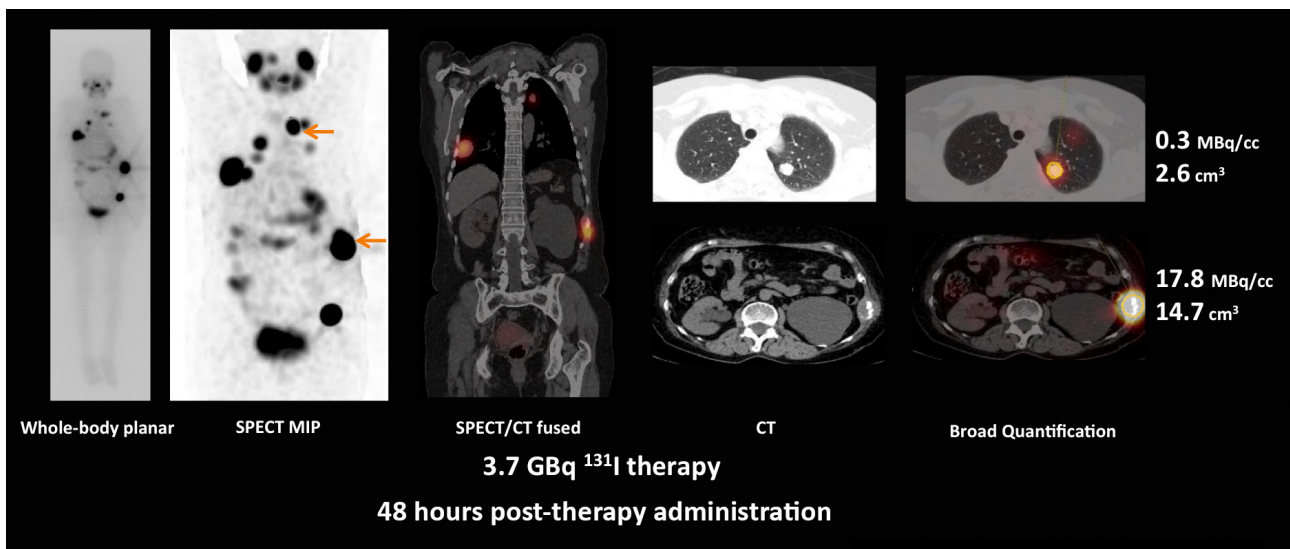 0.3 MBq/cc
2.6 cm³
17.8 MBq/cc
14.7 cm³
Whole-body planar
SPECT MIP
SPECT/CT fused
CT
Broad Quantification
3.7 GBq ¹³¹I therapy
48 hours post-therapy administration